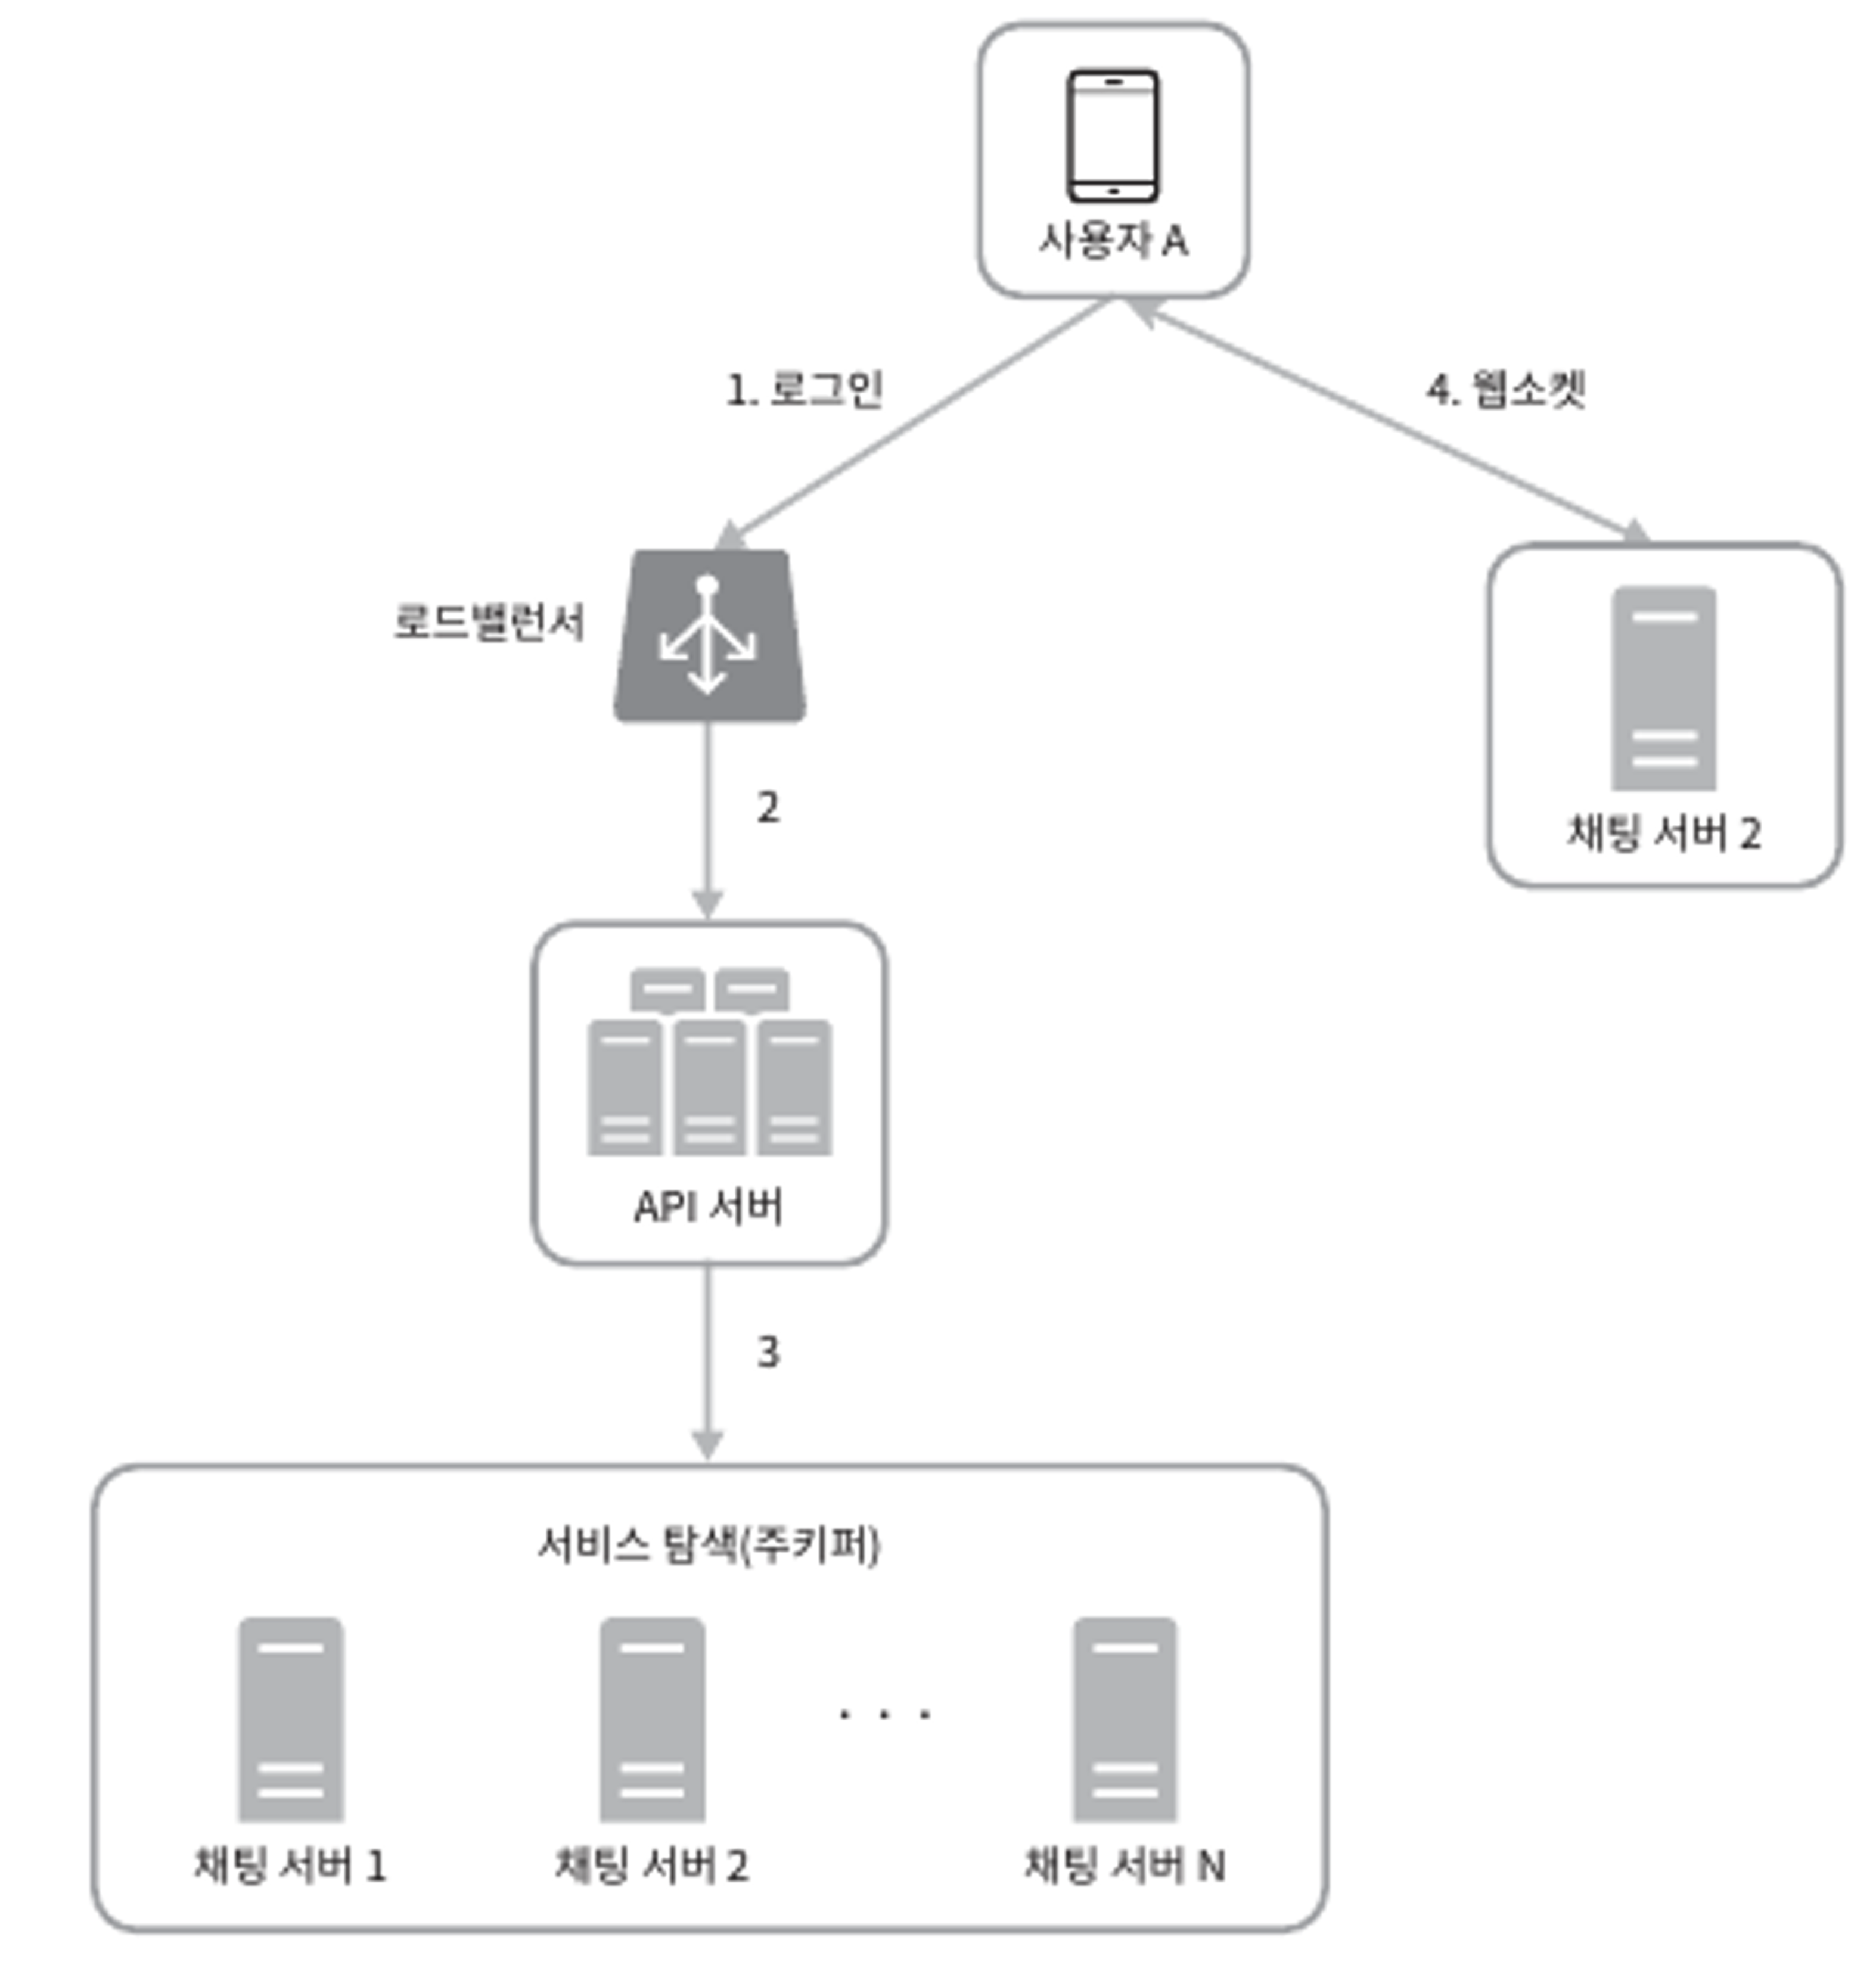 사용자 A
1. 로그인
4. 웹소켓
로드밸런서
채팅 서버 2
2
API 서버
3
서비스 탐색(주키퍼)
. . .
채팅 서버 1
채팅 서버 2
채팅 서버 N